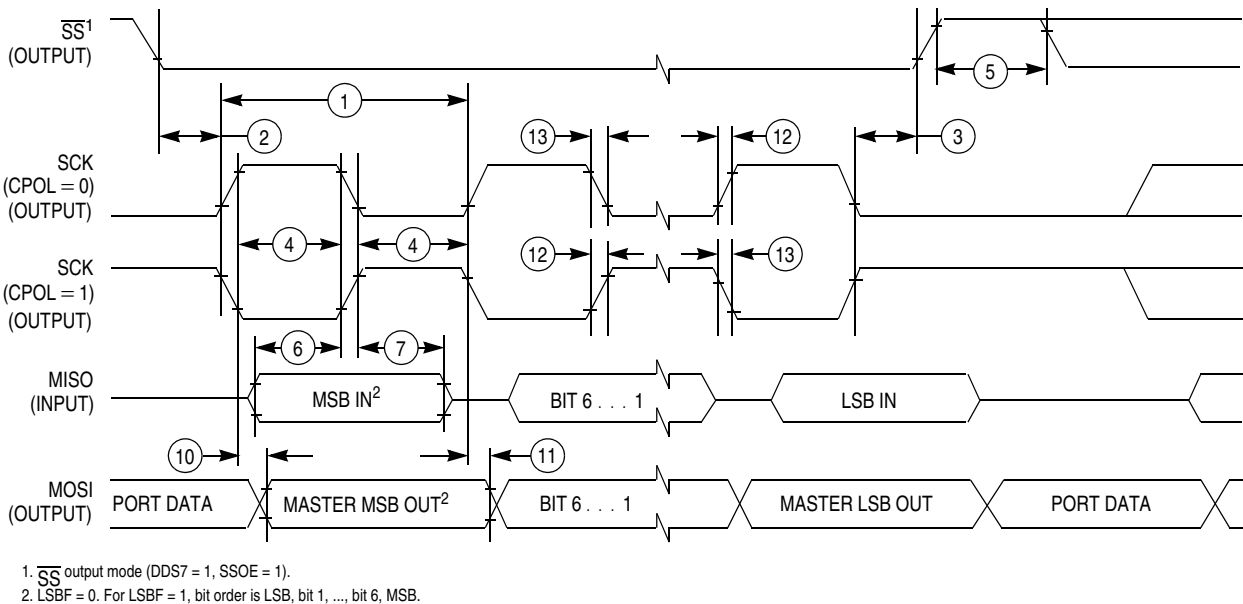 SS1
(OUTPUT)
5
1
2
13
12
3
SCK
(CPOL = 0)
(OUTPUT)
4
4
12
13
SCK
(CPOL = 1)
(OUTPUT)
6
7
MISO
(INPUT)
MSB IN2
BIT 6 . . . 1
LSB IN
10
11
MOSI
(OUTPUT)
PORT DATA
MASTER MSB OUT2
BIT 6 . . . 1
MASTER LSB OUT
PORT DATA
1. SS output mode (DDS7 = 1, SSOE = 1).
2. LSBF = 0. For LSBF = 1, bit order is LSB, bit 1, ..., bit 6, MSB.